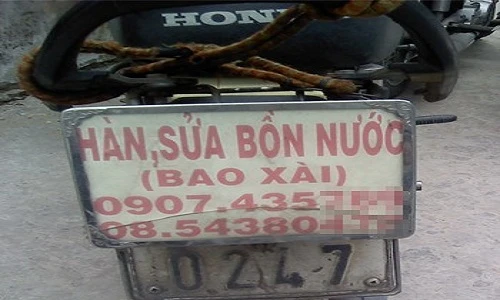 HONDA
HÀN,SỬA BỒN NƯỚC
(BAO XÀI)
0907.435
08.54380
0247